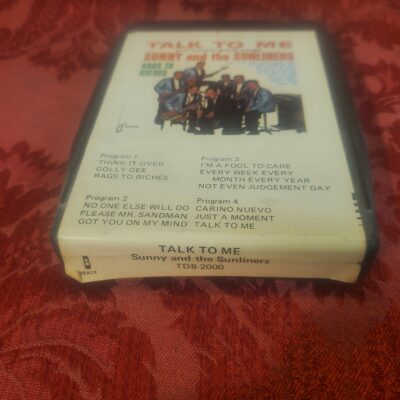 TALK TO ME
SUNNY and the SUNLINERS
RAGS TO
RICHES
Program 1
THINK IT OVER
GOLLY GEE
RAGS TO RICHES
Program 2
NO ONE ELSE WILL DO
PLEASE MR. SANDMAN
GOT YOU ON MY MIND
Program 3
I'M A FOOL TO CARE
EVERY WEEK EVERY
MONTH EVERY YEAR
NOT EVEN JUDGEMENT DAY
Program 4
CARINO NUEVO
JUST A MOMENT
TALK TO ME
TALK TO ME
Sunny and the Sunliners
TD8-2000
8
TRACK